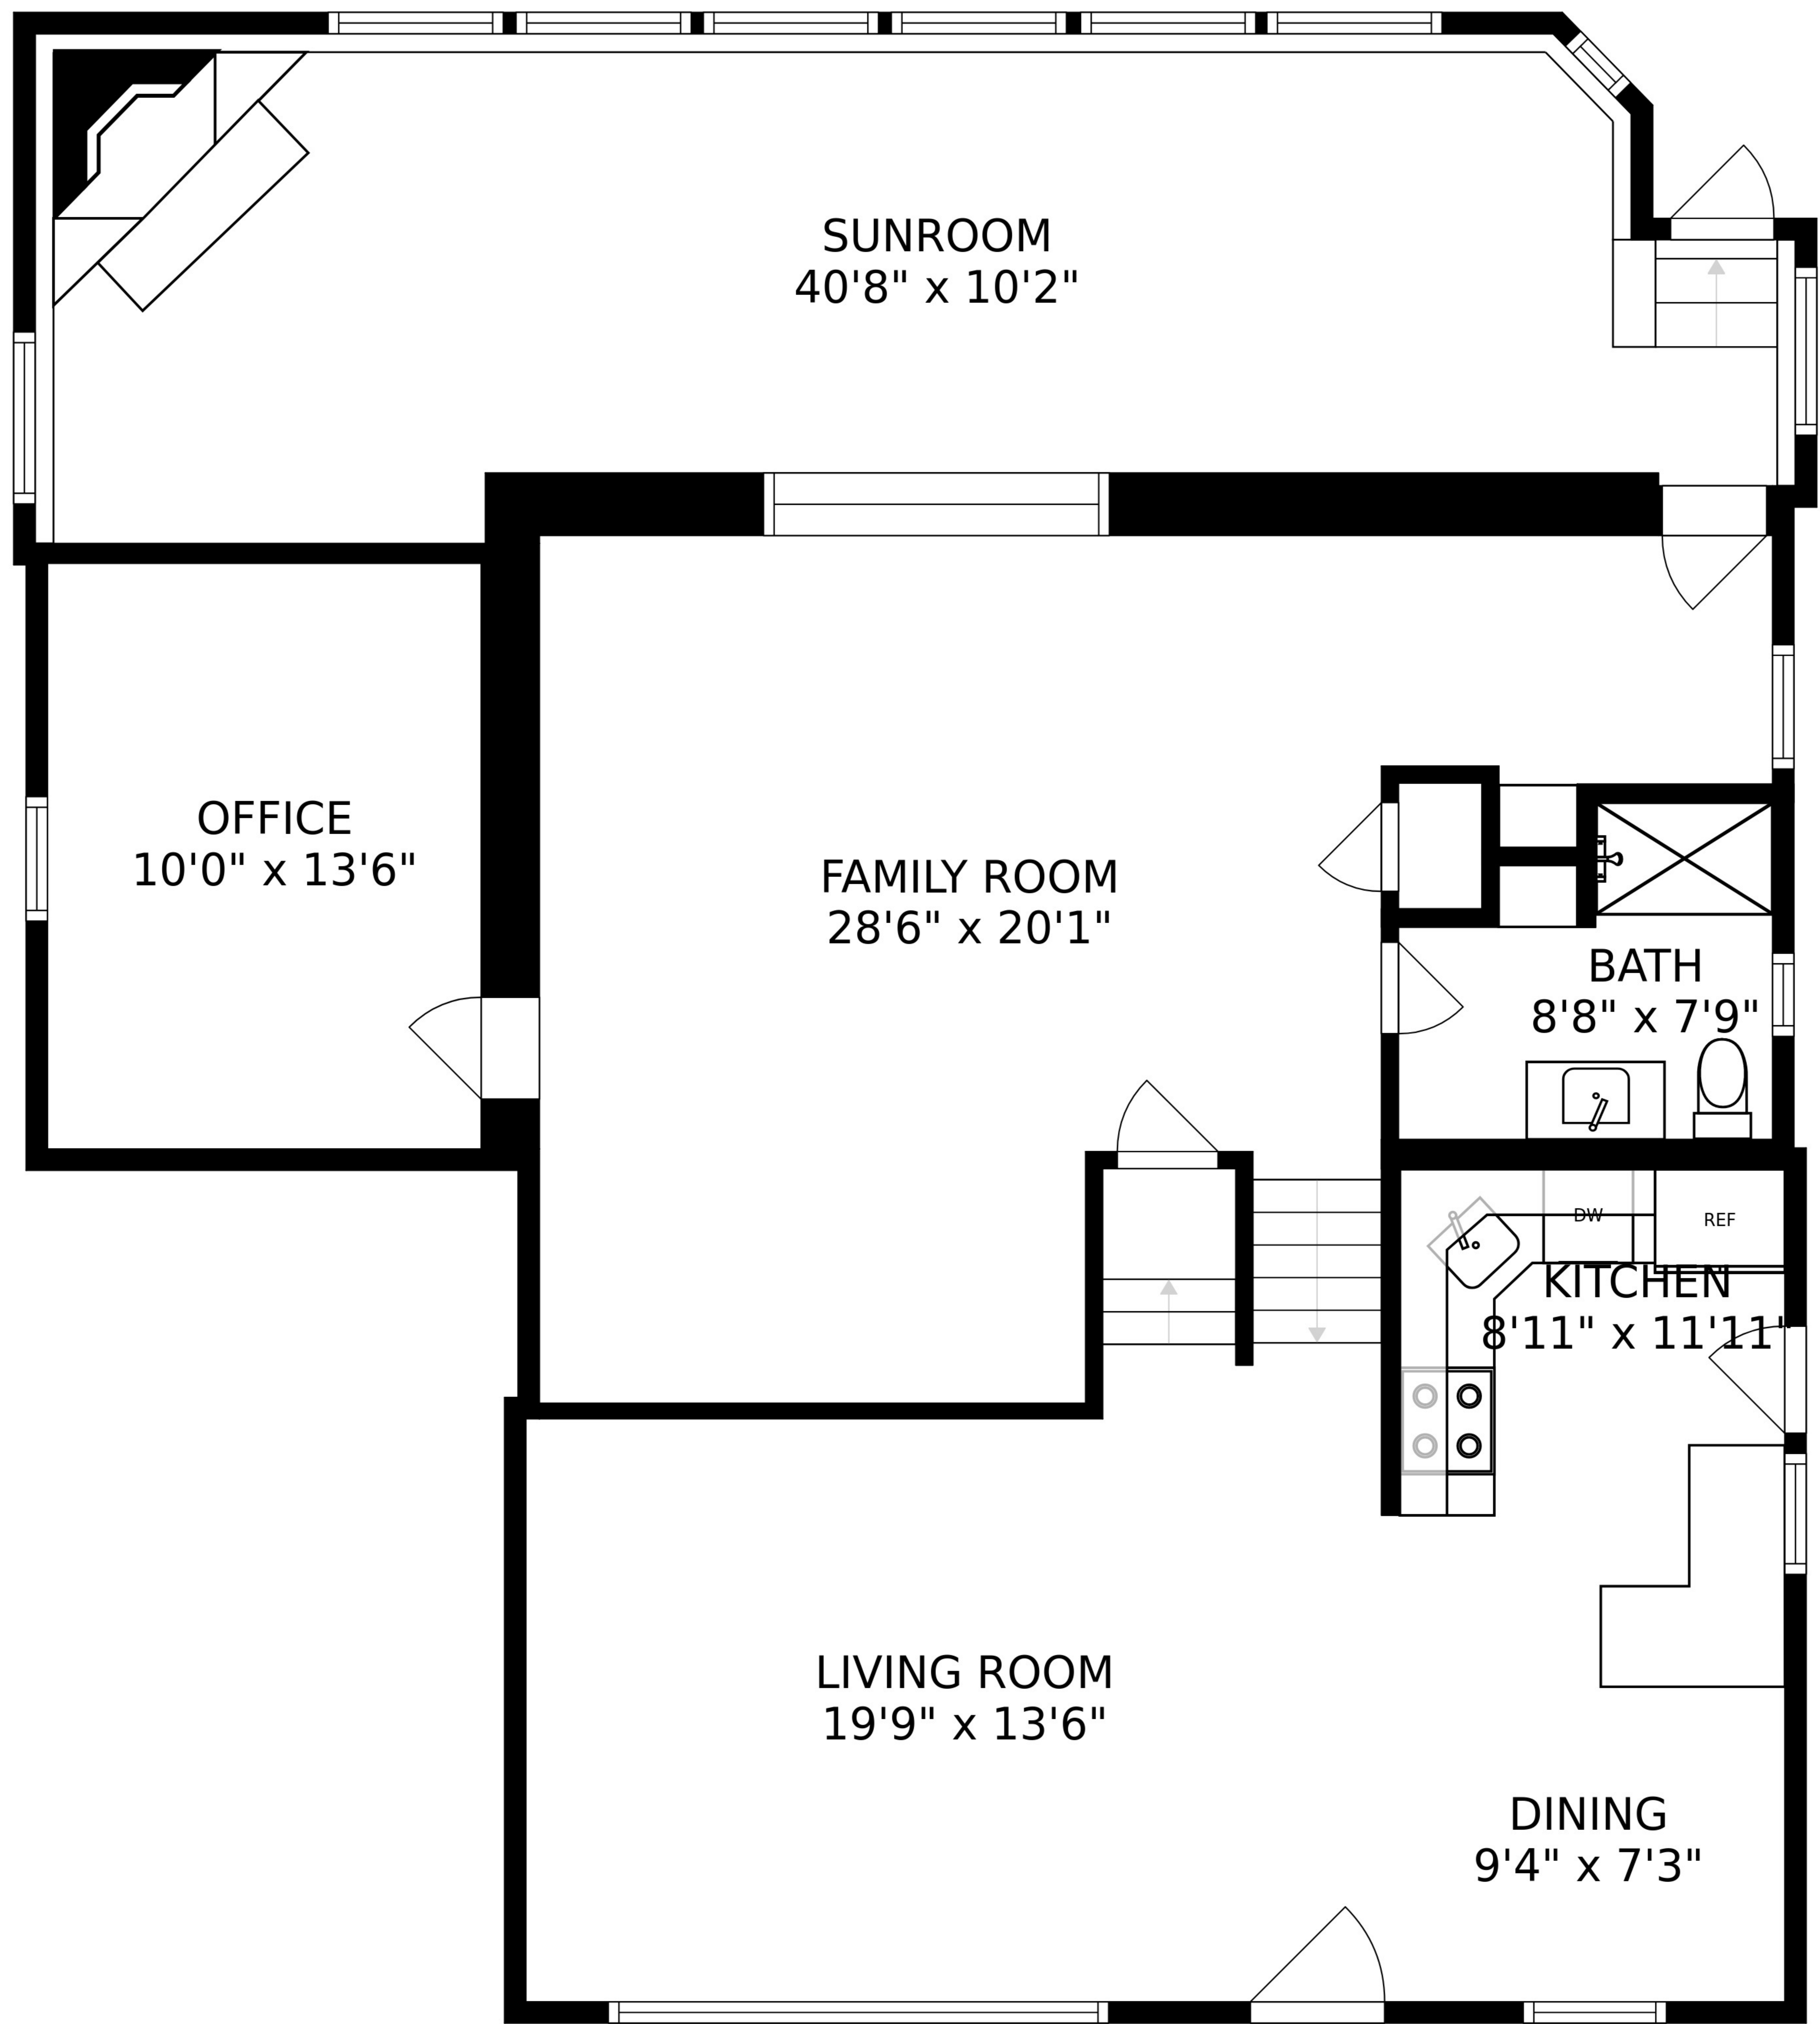 SUNROOM
40'8" x 10'2"
OFFICE
10'0" x 13'6"
FAMILY ROOM
28'6" x 20'1"
BATH
8'8" x 7'9"
DW
REF
KITCHEN
8'11" x 11'11"
LIVING ROOM
19'9" x 13'6"
DINING
9'4" x 7'3"